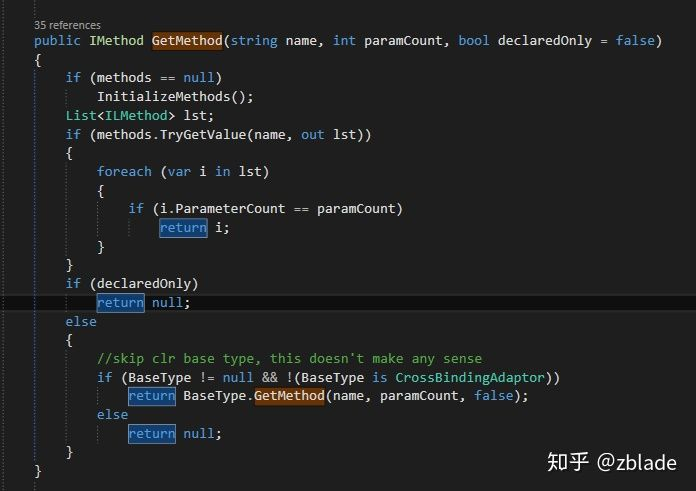 35 references
public IMethod GetMethod(string name, int paramCount, bool declaredOnly = false)
{
    if (methods == null)
        InitializeMethods();
    List<ILMethod> lst;
    if (methods.TryGetValue(name, out lst))
    {
        foreach (var i in lst)
        {
            if (i.ParameterCount == paramCount)
                return i;
        }
    }
    if (declaredOnly)
        return null;
    else
    {
        //skip clr base type, this doesn't make any sense
        if (BaseType != null && !(BaseType is CrossBindingAdaptor))
            return BaseType.GetMethod(name, paramCount, false);
        else
            return null;
    }
}
知乎 @zblade